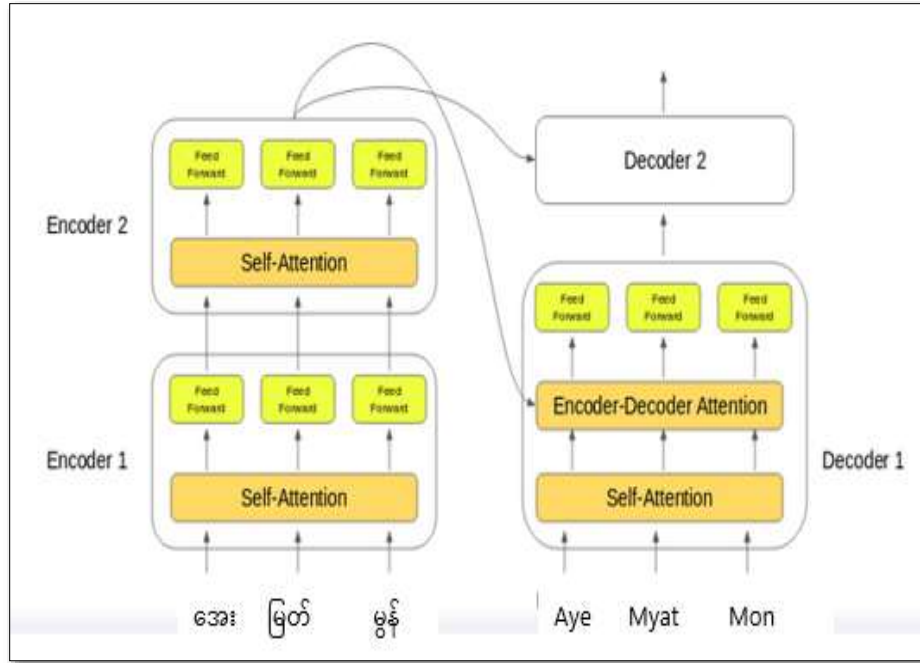 Feed Forward
Feed Forward
Feed Forward
Encoder 2
Self-Attention
Feed Forward
Feed Forward
Feed Forward
Encoder 1
Self-Attention
အေး မြတ် မွန်
Decoder 2
Feed Forward
Feed Forward
Feed Forward
Encoder-Decoder Attention
Decoder 1
Self-Attention
Aye Myat Mon